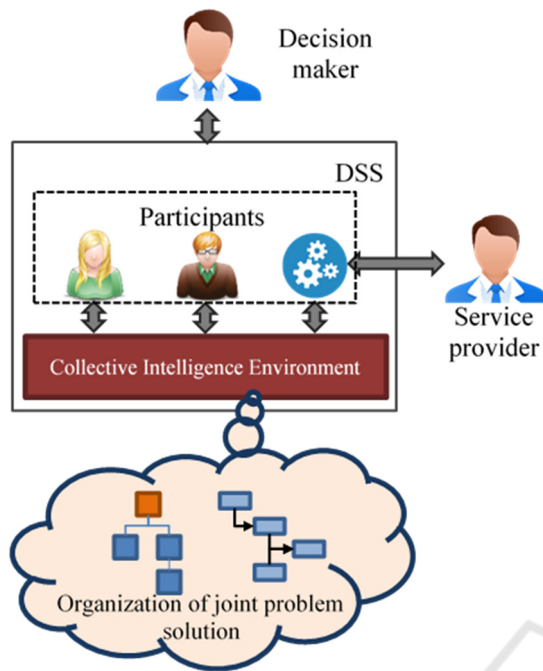 Decision
maker
DSS
Participants
Service
provider
Collective Intelligence Environment
Organization of joint problem
solution